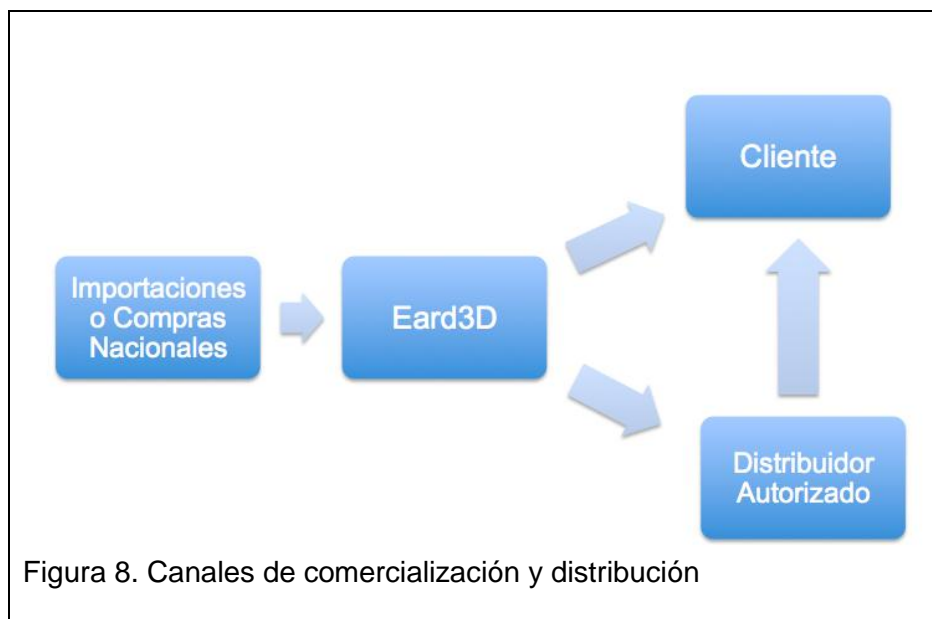 Cliente
Importaciones
o Compras
Nacionales
Eard3D
Distribuidor
Autorizado
Figura 8. Canales de comercialización y distribución